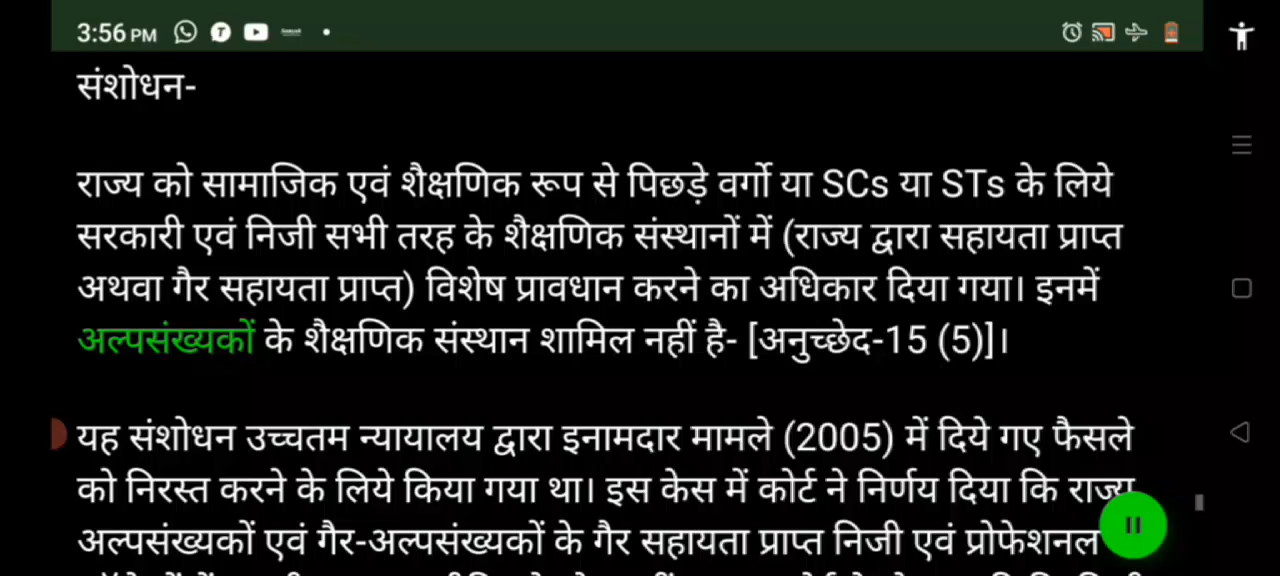 3:56 PM
संशोधन-
राज्य को सामाजिक एवं शैक्षणिक रूप से पिछड़े वर्गो या SCs या STs के लिये
सरकारी एवं निजी सभी तरह के शैक्षणिक संस्थानों में (राज्य द्वारा सहायता प्राप्त
अथवा गैर सहायता प्राप्त) विशेष प्रावधान करने का अधिकार दिया गया। इनमें
अल्पसंख्यकों के शैक्षणिक संस्थान शामिल नहीं है- [अनुच्छेद-15 (5)]।
यह संशोधन उच्चतम न्यायालय द्वारा इनामदार मामले (2005) में दिये गए फैसले
को निरस्त करने के लिये किया गया था। इस केस में कोर्ट ने निर्णय दिया कि राज्य
अल्पसंख्यकों एवं गैर-अल्पसंख्यकों के गैर सहायता प्राप्त निजी एवं प्रोफेशनल